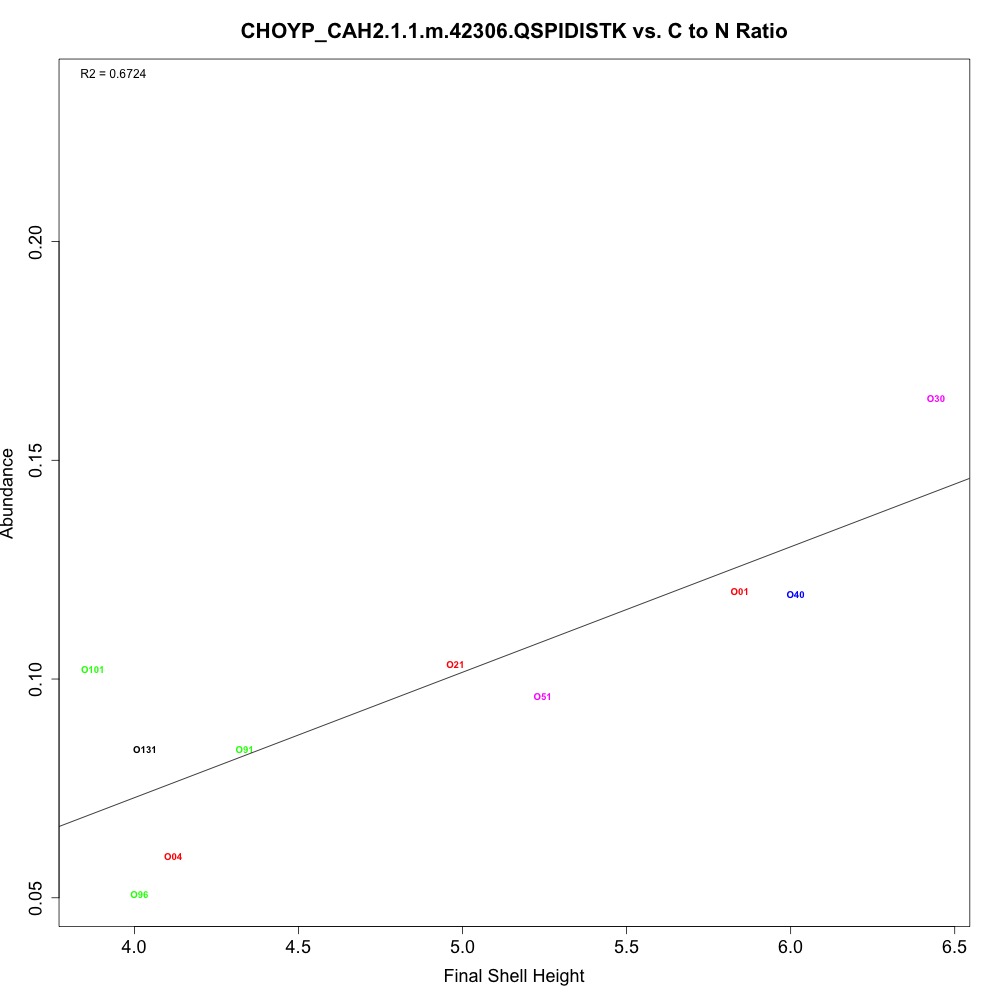 CHOYP_CAH2.1.1.m.42306.QSPIDISTK vs. C to N Ratio
R2 = 0.6724
0.20
O30
0.15
Abundance
O01
O40
O21
O101
0.10
O51
O131
O91
O04
O96
0.05
4.0 4.5 5.0 5.5 6.0 6.5
Final Shell Height